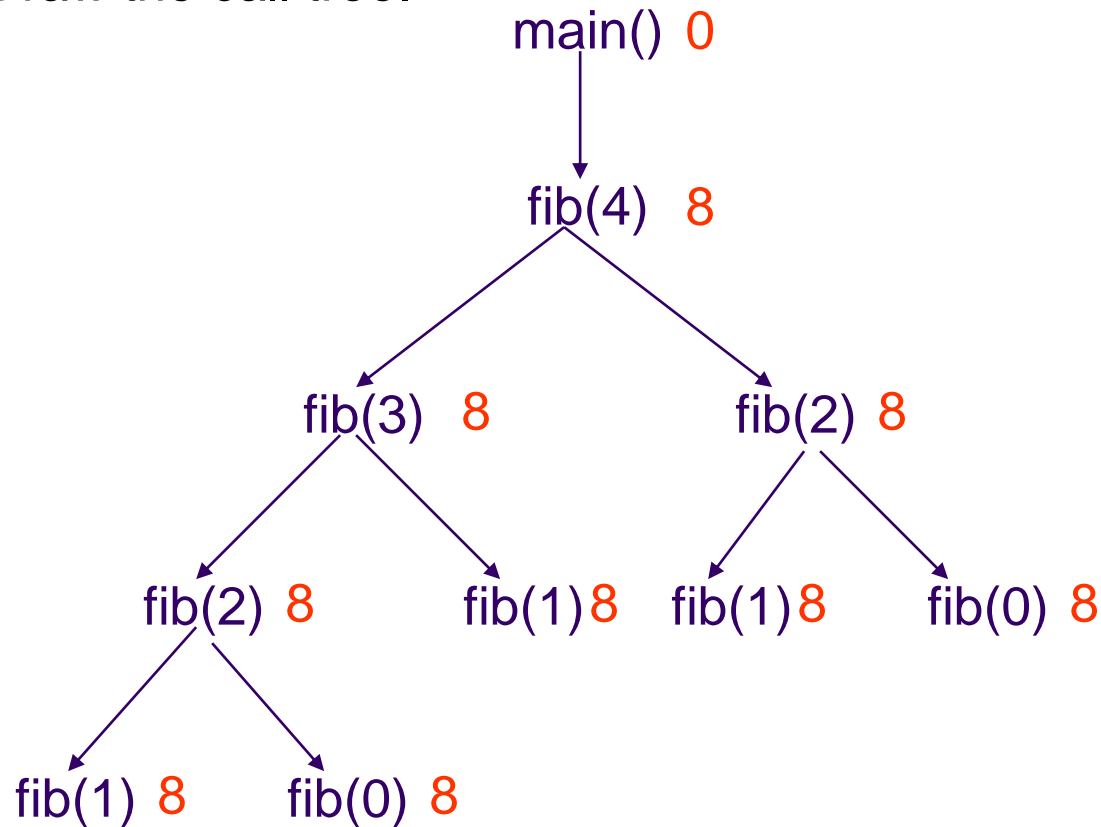 main() 0
fib(4) 8
fib(3) 8
fib(2) 8
fib(2) 8
fib(1) 8
fib(1) 8
fib(0) 8
fib(1) 8
fib(0) 8